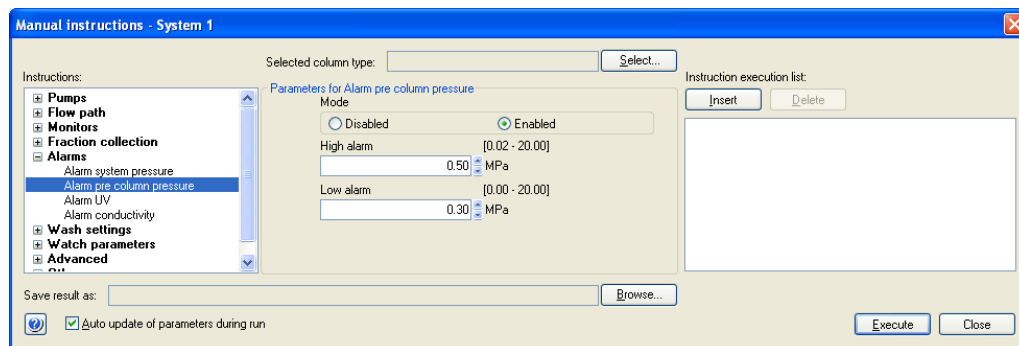 Manual instructions - System 1
Selected column type:
Select...
Instructions:
Pumps
Flow path
Monitors
Fraction collection
Alarms
Alarm system pressure
Alarm pre column pressure
Alarm UV
Alarm conductivity
Wash settings
Watch parameters
Advanced
Parameters for Alarm pre column pressure
Mode
Disabled
Enabled
High alarm [0.02 - 20.00]
0.50 MPa
Low alarm [0.00 - 20.00]
0.30 MPa
Instruction execution list:
Insert
Delete
Save result as:
Browse...
Auto update of parameters during run
Execute
Close